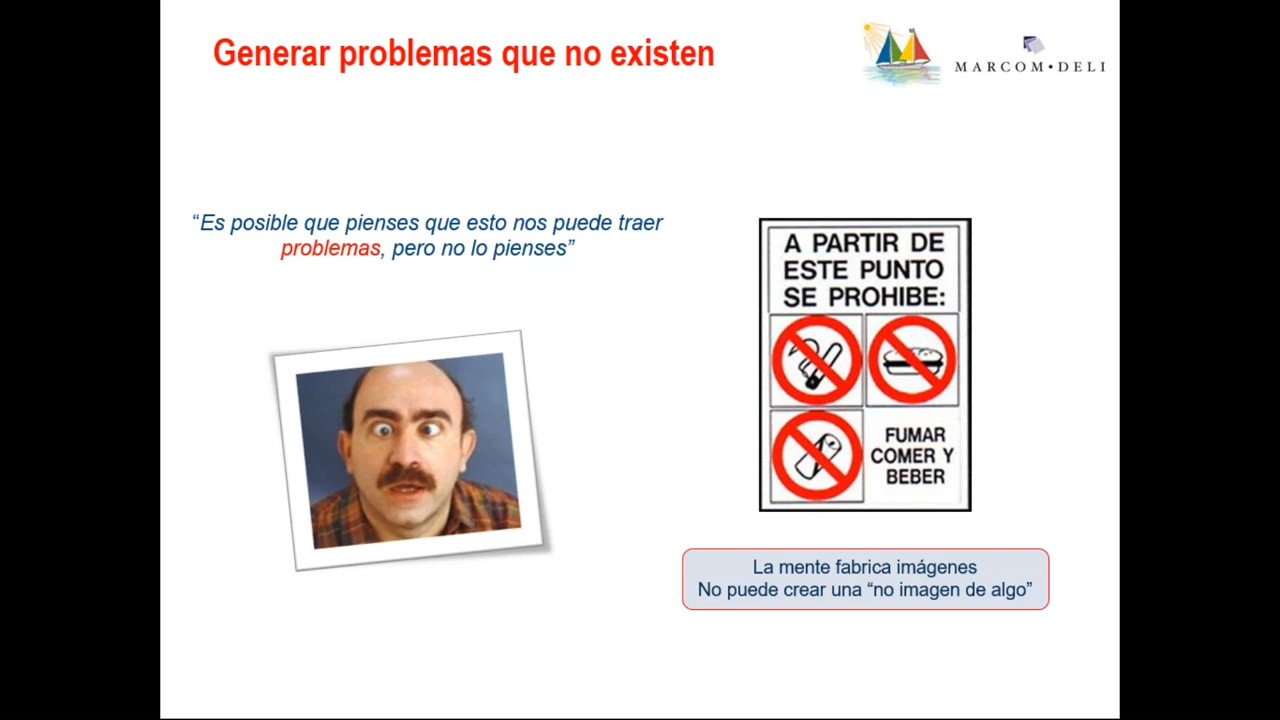 Generar problemas que no existen
MARCOM•DELI
“Es posible que pienses que esto nos puede traer
problemas, pero no lo pienses”
A PARTIR DE
ESTE PUNTO
SE PROHIBE:
FUMAR
COMER Y
BEBER
La mente fabrica imágenes
No puede crear una “no imagen de algo”